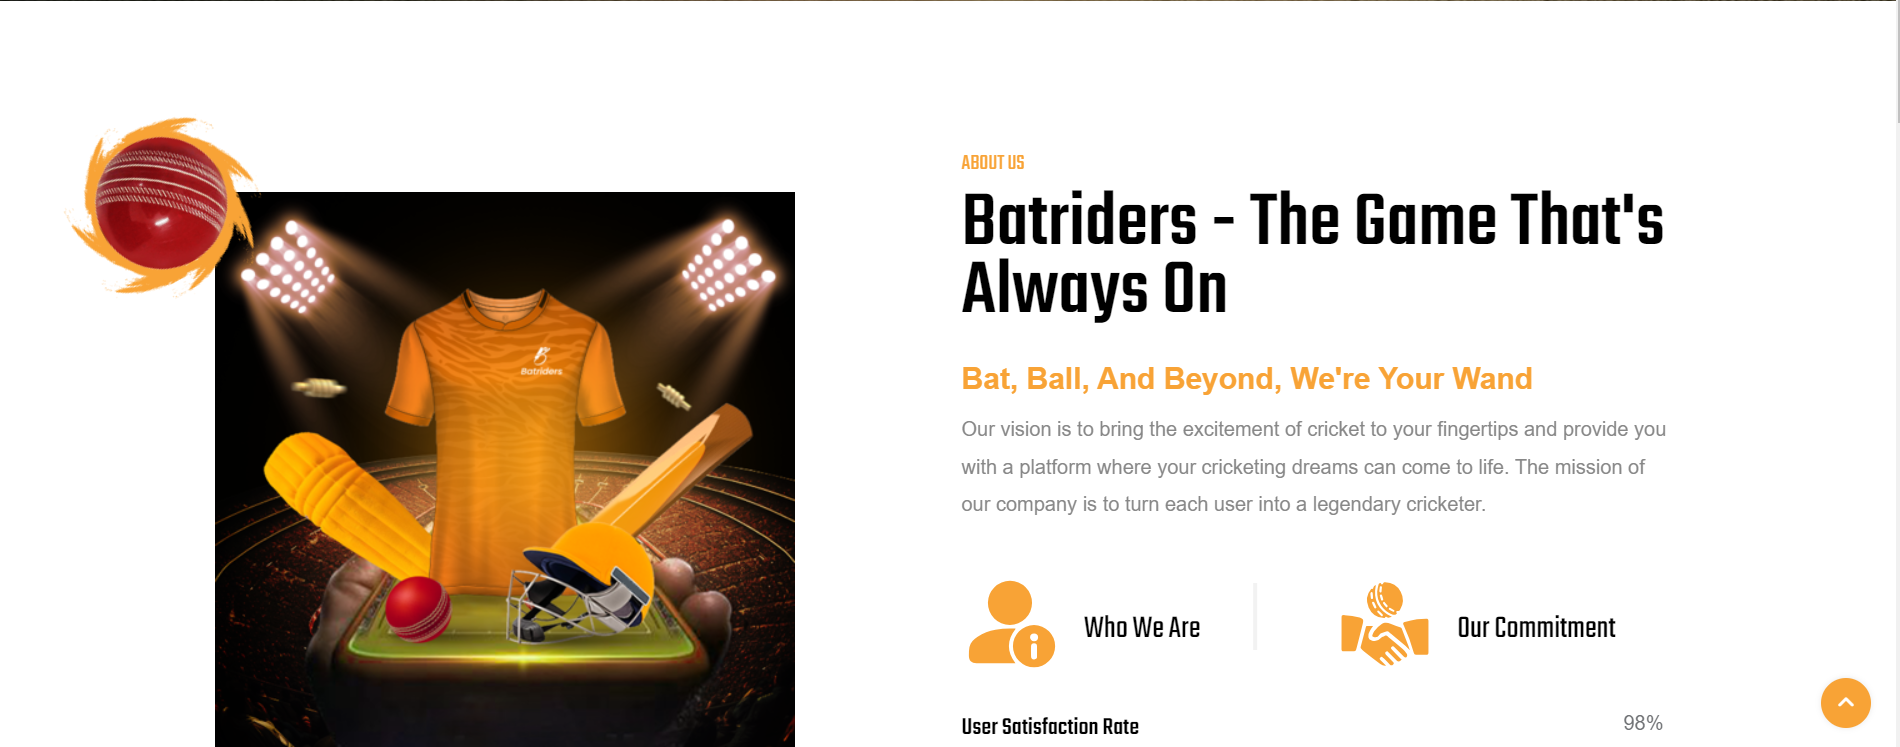 ABOUT US
Batriders - The Game That's
Always On
Batriders
Bat, Ball, And Beyond, We're Your Wand
Our vision is to bring the excitement of cricket to your fingertips and provide you
with a platform where your cricketing dreams can come to life. The mission of
our company is to turn each user into a legendary cricketer.
Who We Are
Our Commitment
User Satisfaction Rate
98%